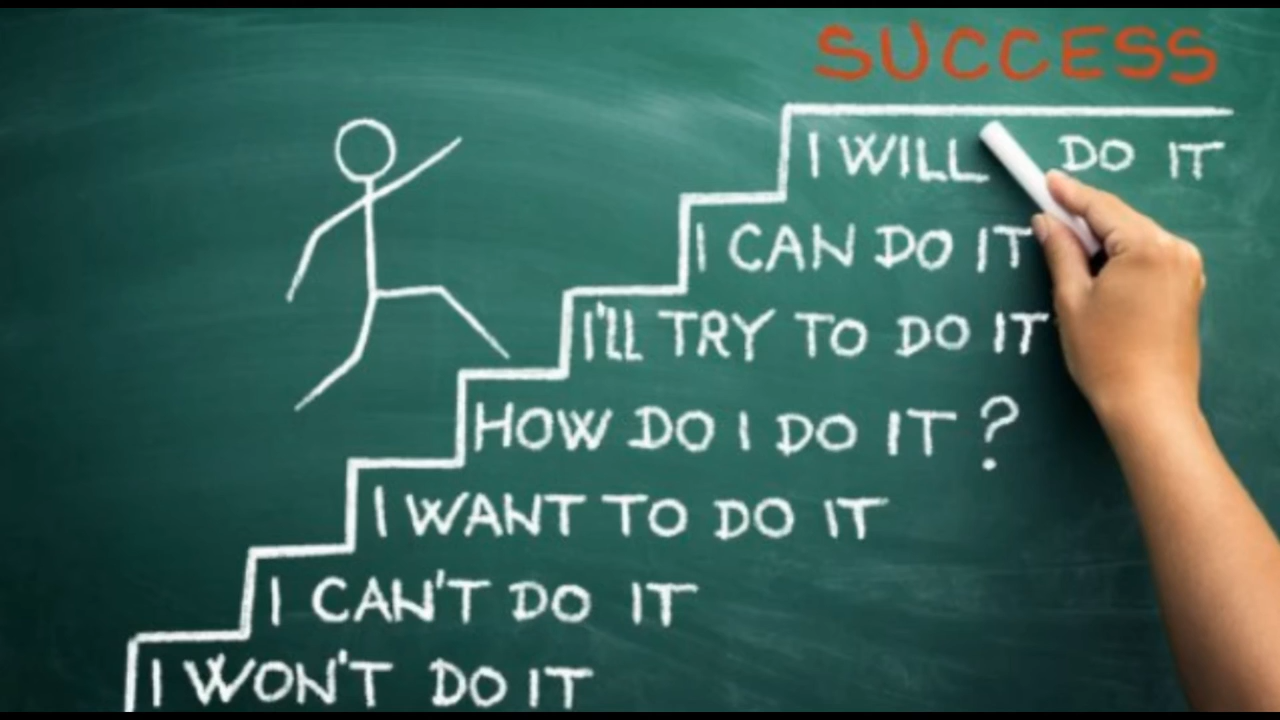 SUCCESS
I WILL DO IT
I CAN DO IT
I'LL TRY TO DO IT
HOW DO I DO IT ?
I WANT TO DO IT
I CAN'T DO IT
I WON'T DO IT